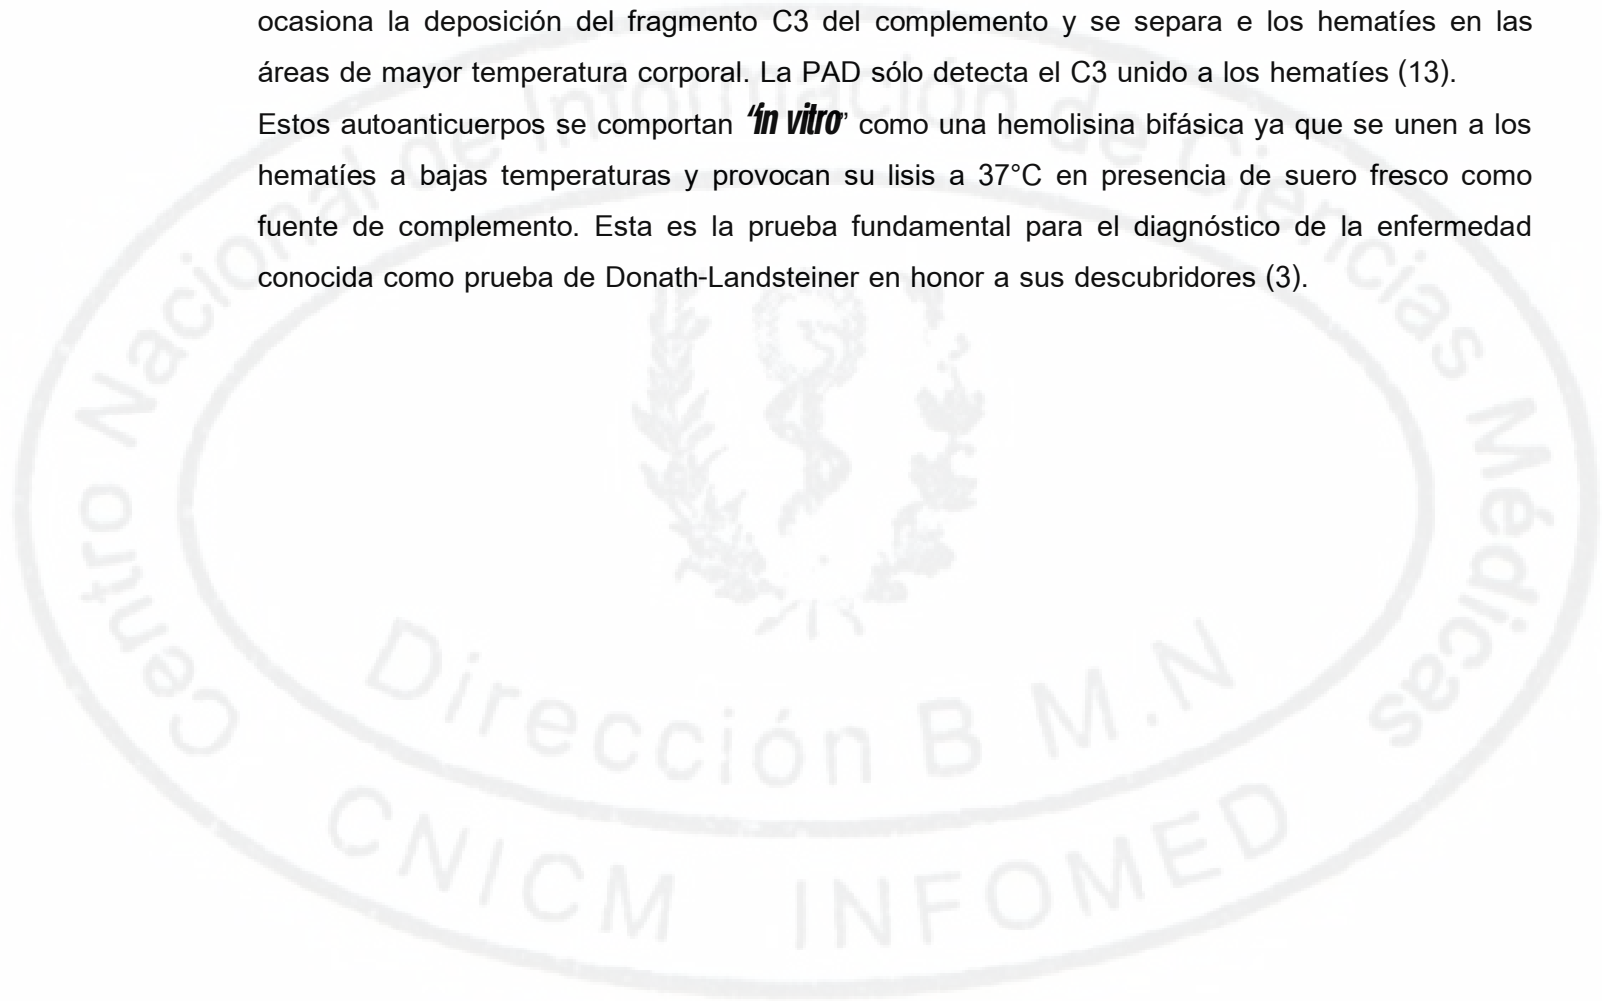 ocasiona la deposición del fragmento C3 del complemento y se separa e los hematíes en las
áreas de mayor temperatura corporal. La PAD sólo detecta el C3 unido a los hematíes (13).
Estos autoanticuerpos se comportan “in vitro” como una hemolisina bifásica ya que se unen a los
hematíes a bajas temperaturas y provocan su lisis a 37°C en presencia de suero fresco como
fuente de complemento. Esta es la prueba fundamental para el diagnóstico de la enfermedad
conocida como prueba de Donath-Landsteiner en honor a sus descubridores (3).
Centro Nacional de Información de Ciencias Médicas
Dirección B M.N
CNICM INFOMED